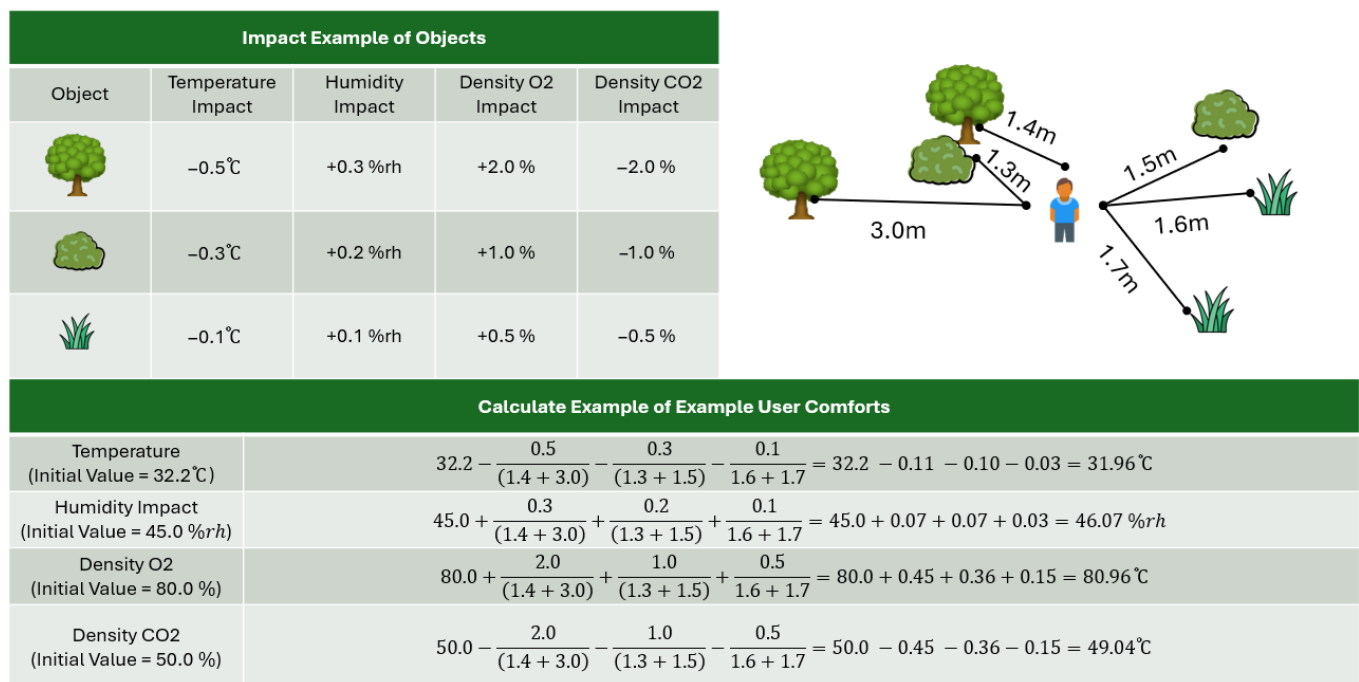 Impact Example of Objects
Object
Temperature
Impact
Humidity
Impact
Density O2
Impact
Density CO2
Impact
−0.5℃
+0.3 %rh
+2.0 %
−2.0 %
−0.3℃
+0.2 %rh
+1.0 %
−1.0 %
−0.1℃
+0.1 %rh
+0.5 %
−0.5 %
1.4m
1.3m
3.0m
1.5m
1.6m
1.7m
Calculate Example of Example User Comforts
Temperature
(Initial Value = 32.2℃)
32.2 − 0.5/(1.4 + 3.0) − 0.3/(1.3 + 1.5) − 0.1/1.6 + 1.7 = 32.2 − 0.11 − 0.10 − 0.03 = 31.96℃
Humidity Impact
(Initial Value = 45.0 %rh)
45.0 + 0.3/(1.4 + 3.0) + 0.2/(1.3 + 1.5) + 0.1/1.6 + 1.7 = 45.0 + 0.07 + 0.07 + 0.03 = 46.07 %rh
Density O2
(Initial Value = 80.0 %)
80.0 + 2.0/(1.4 + 3.0) + 1.0/(1.3 + 1.5) + 0.5/1.6 + 1.7 = 80.0 + 0.45 + 0.36 + 0.15 = 80.96℃
Density CO2
(Initial Value = 50.0 %)
50.0 − 2.0/(1.4 + 3.0) − 1.0/(1.3 + 1.5) − 0.5/1.6 + 1.7 = 50.0 − 0.45 − 0.36 − 0.15 = 49.04℃